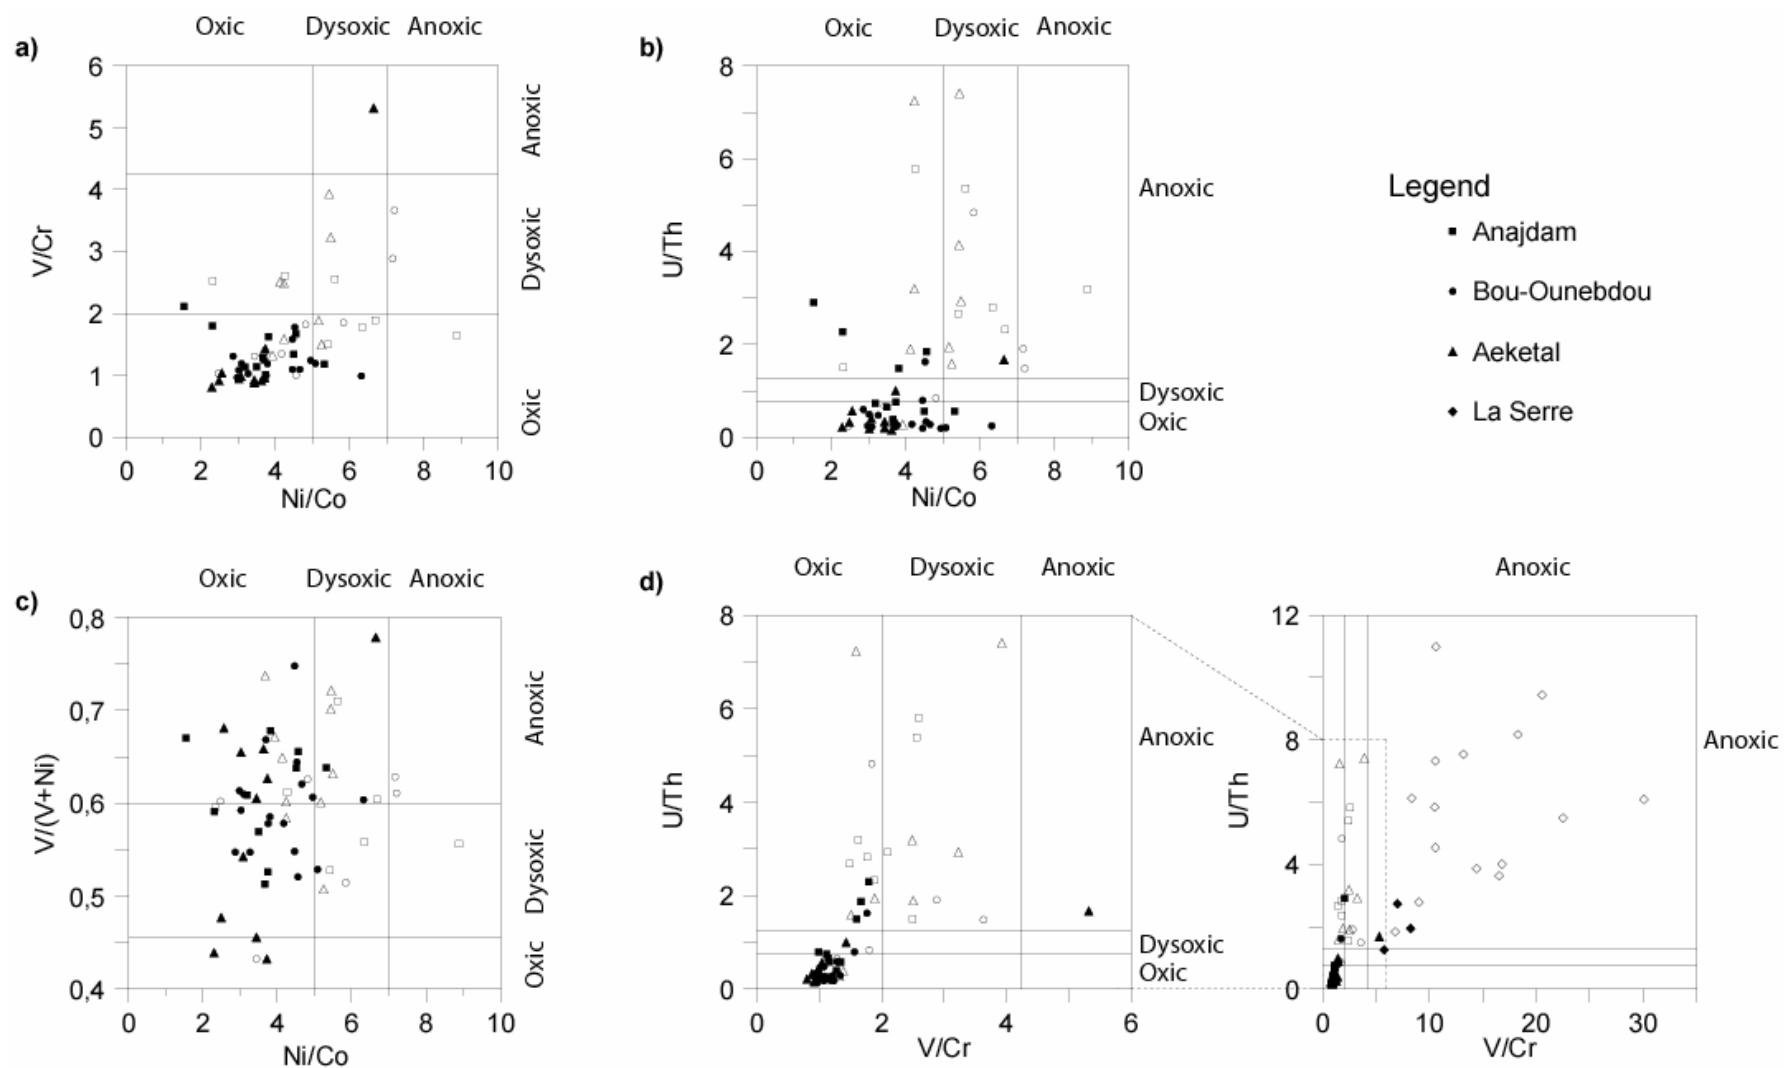 a)
Oxic Dysoxic Anoxic
6
5
4
3
2
1
0
V/Cr
0 2 4 6 8 10
Ni/Co
Anoxic
Dysoxic
Oxic
b)
Oxic Dysoxic Anoxic
8
6
4
2
0
U/Th
0 2 4 6 8 10
Ni/Co
Anoxic
Dysoxic
Oxic
Legend
Anajdam
Bou-Ounebdou
Aeketal
La Serre
c)
Oxic Dysoxic Anoxic
0,8
0,7
0,6
0,5
0,4
V/(V+Ni)
0 2 4 6 8 10
Ni/Co
Anoxic
Dysoxic
Oxic
d)
Oxic Dysoxic Anoxic
8
6
4
2
0
U/Th
0 2 4 6
V/Cr
Anoxic
Dysoxic
Oxic
Anoxic
12
8
4
0
U/Th
0 10 20 30
V/Cr
Anoxic